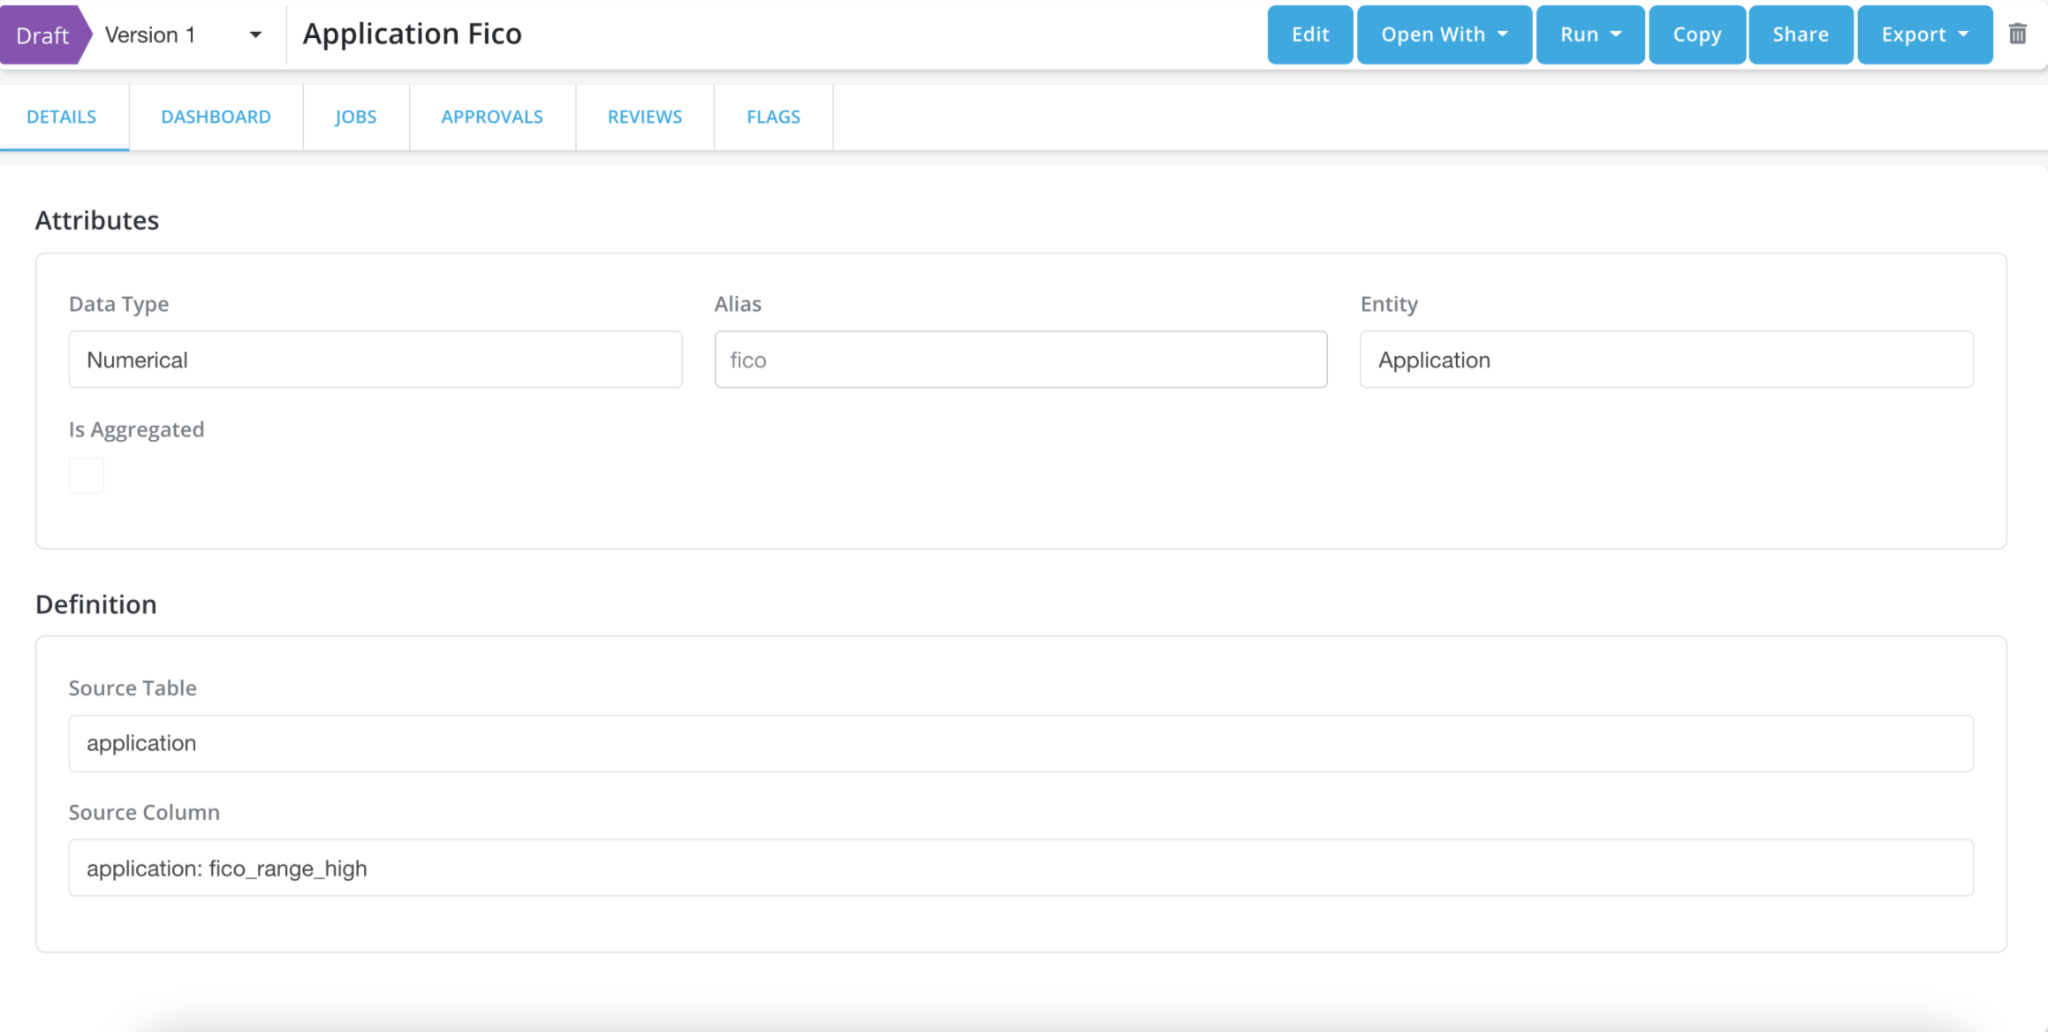 Draft Version 1 Application Fico Edit Open With Run Copy Share Export
DETAILS DASHBOARD JOBS APPROVALS REVIEWS FLAGS
Attributes
Data Type Alias Entity
Numerical fico Application
Is Aggregated
Definition
Source Table
application
Source Column
application: fico_range_high